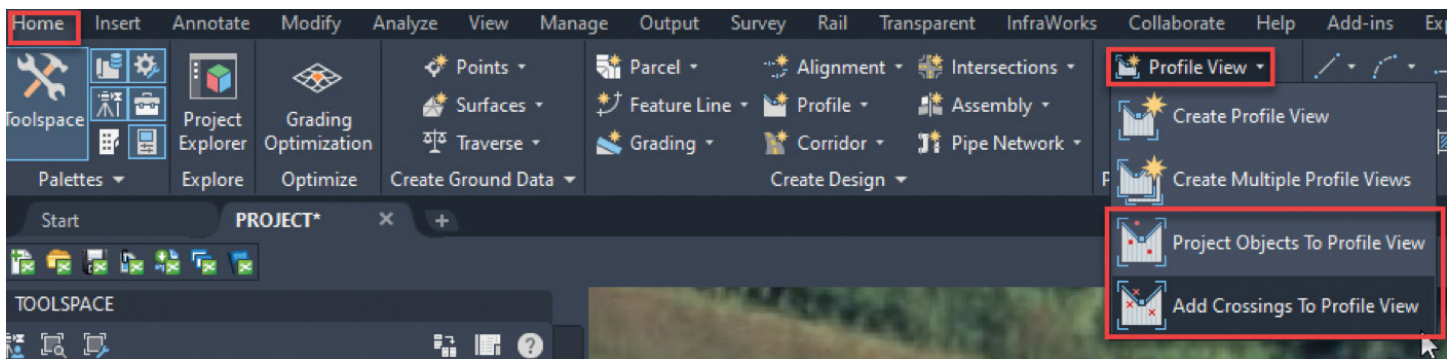 Home Insert Annotate Modify Analyze View Manage Output Survey Rail Transparent InfraWorks Collaborate Help Add-ins
Toolspace
Project Explorer
Grading Optimization
Points
Surfaces
Traverse
Parcel
Feature Line
Grading
Alignment
Profile
Corridor
Intersections
Assembly
Pipe Network
Profile View
Create Profile View
Create Multiple Profile Views
Project Objects To Profile View
Add Crossings To Profile View
Palettes
Explore
Optimize
Create Ground Data
Create Design
Start
PROJECT*
TOOLSPACE